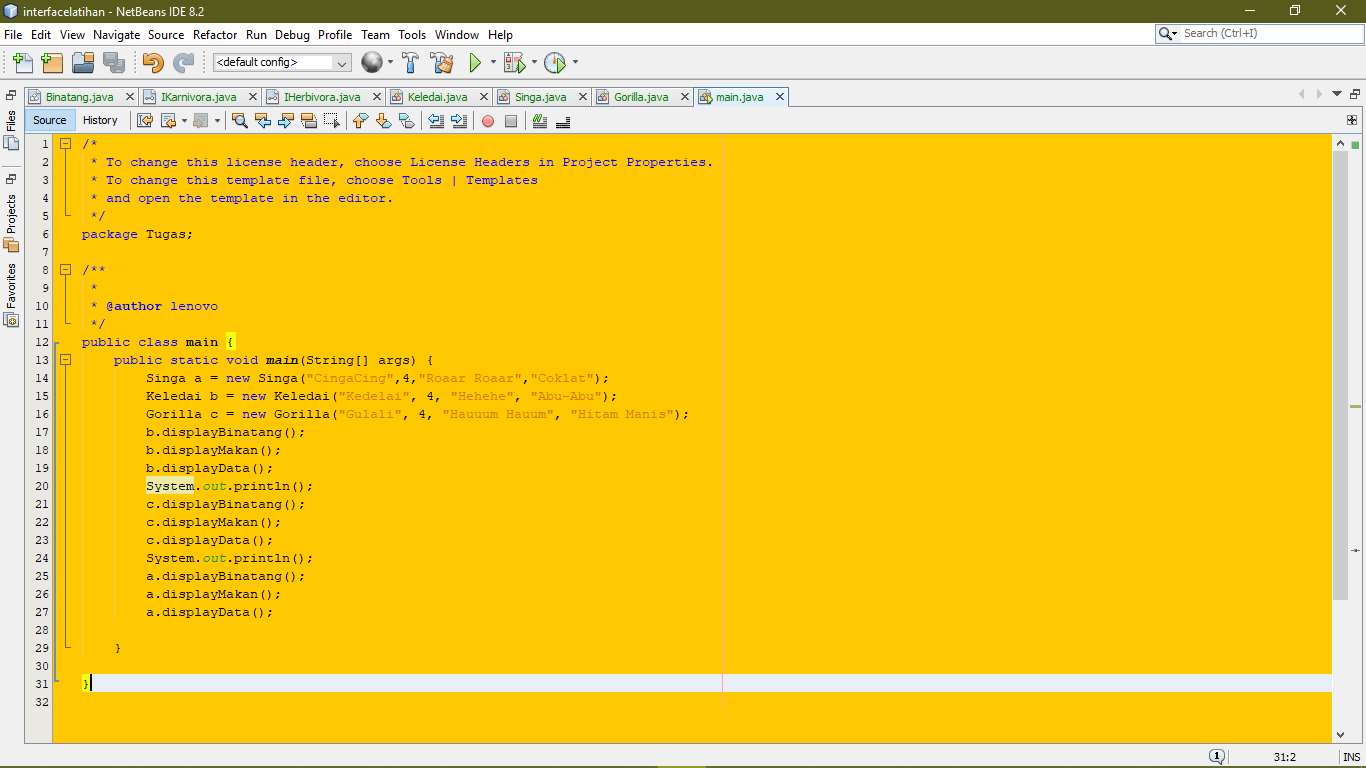 interfacelatihan - NetBeans IDE 8.2
File Edit View Navigate Source Refactor Run Debug Profile Team Tools Window Help
Search (Ctrl+I)
<default config>
Binatang.java IKarnivora.java IHerbivora.java Keledai.java Singa.java Gorilla.java main.java
Files
Projects
Favorites
Source History
1 /*
2 * To change this license header, choose License Headers in Project Properties.
3 * To change this template file, choose Tools | Templates
4 * and open the template in the editor.
5 */
6 package Tugas;
7
8 /**
9 *
10 * @author lenovo
11 */
12 public class main {
13 public static void main(String[] args) {
14 Singa a = new Singa("CingaCing",4,"Roaar Roaar","Coklat");
15 Keledai b = new Keledai("Kedelai", 4, "Hehehe", "Abu-Abu");
16 Gorilla c = new Gorilla("Gulali", 4, "Hauuum Hauum", "Hitam Manis");
17 b.displayBinatang();
18 b.displayMakan();
19 b.displayData();
20 System.out.println();
21 c.displayBinatang();
22 c.displayMakan();
23 c.displayData();
24 System.out.println();
25 a.displayBinatang();
26 a.displayMakan();
27 a.displayData();
28
29 }
30
31 }
32
1 31:2 INS